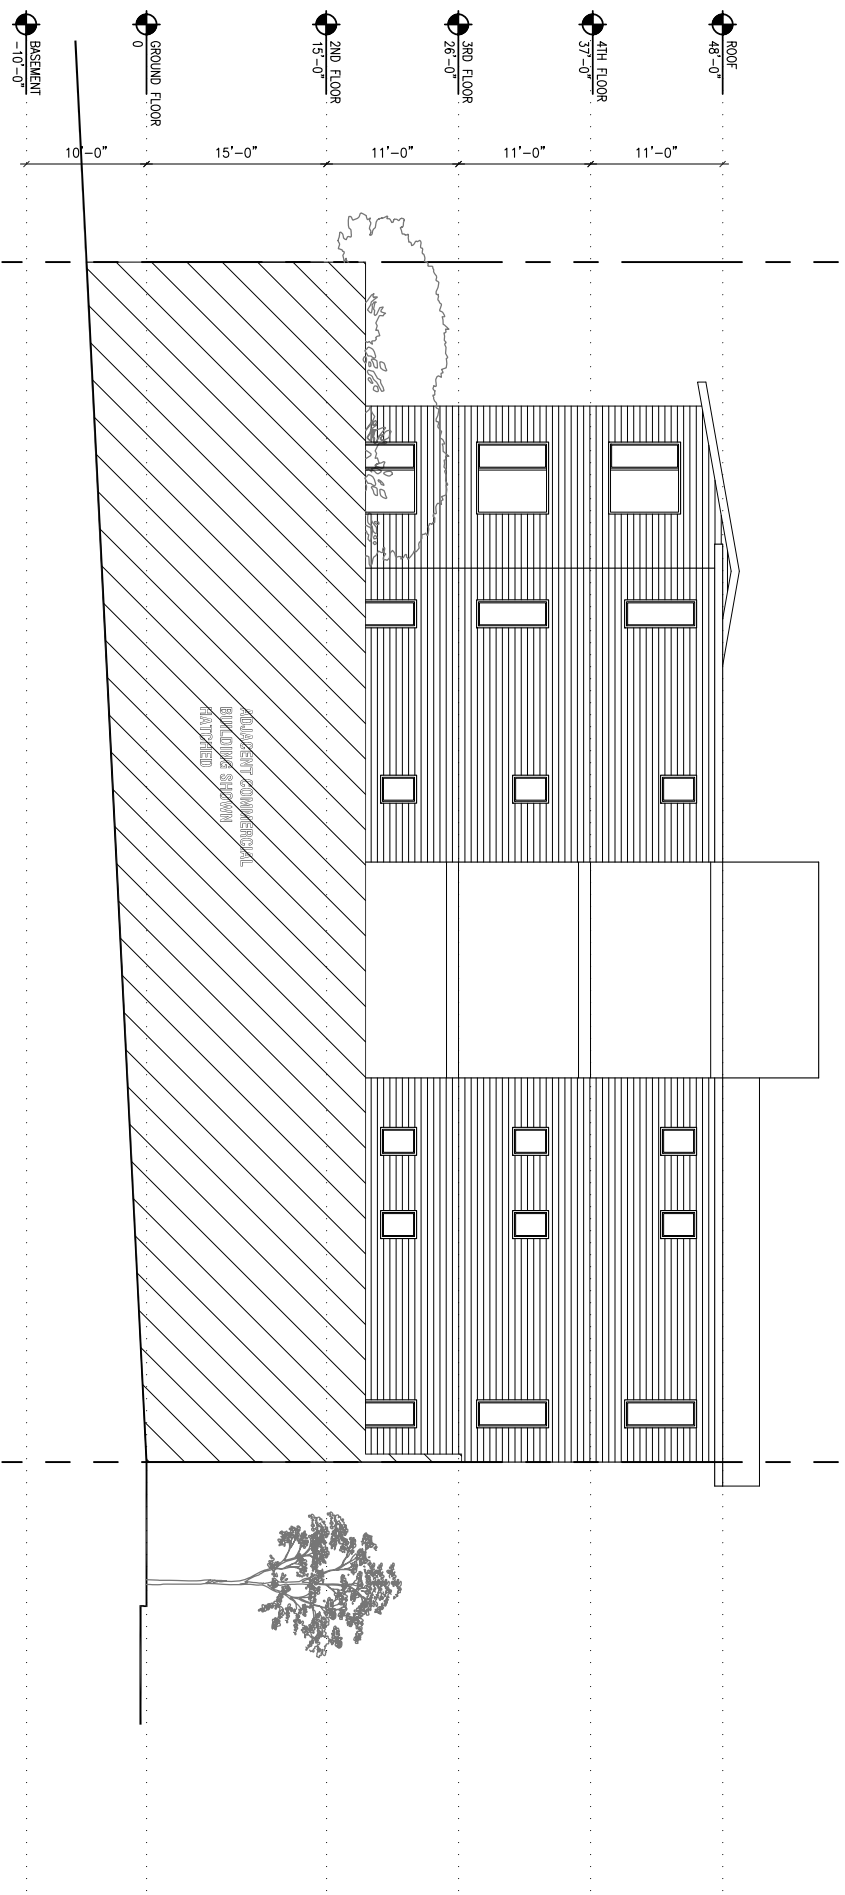 ROOF
48'-0"
4TH FLOOR
37'-0"
3RD FLOOR
26'-0"
2ND FLOOR
15'-0"
GROUND FLOOR
0
BASEMENT
-10'-0"
11'-0"
11'-0"
11'-0"
15'-0"
10'-0"
ADJACENT COMMERCIAL
BUILDING SHOWN
HATCHED